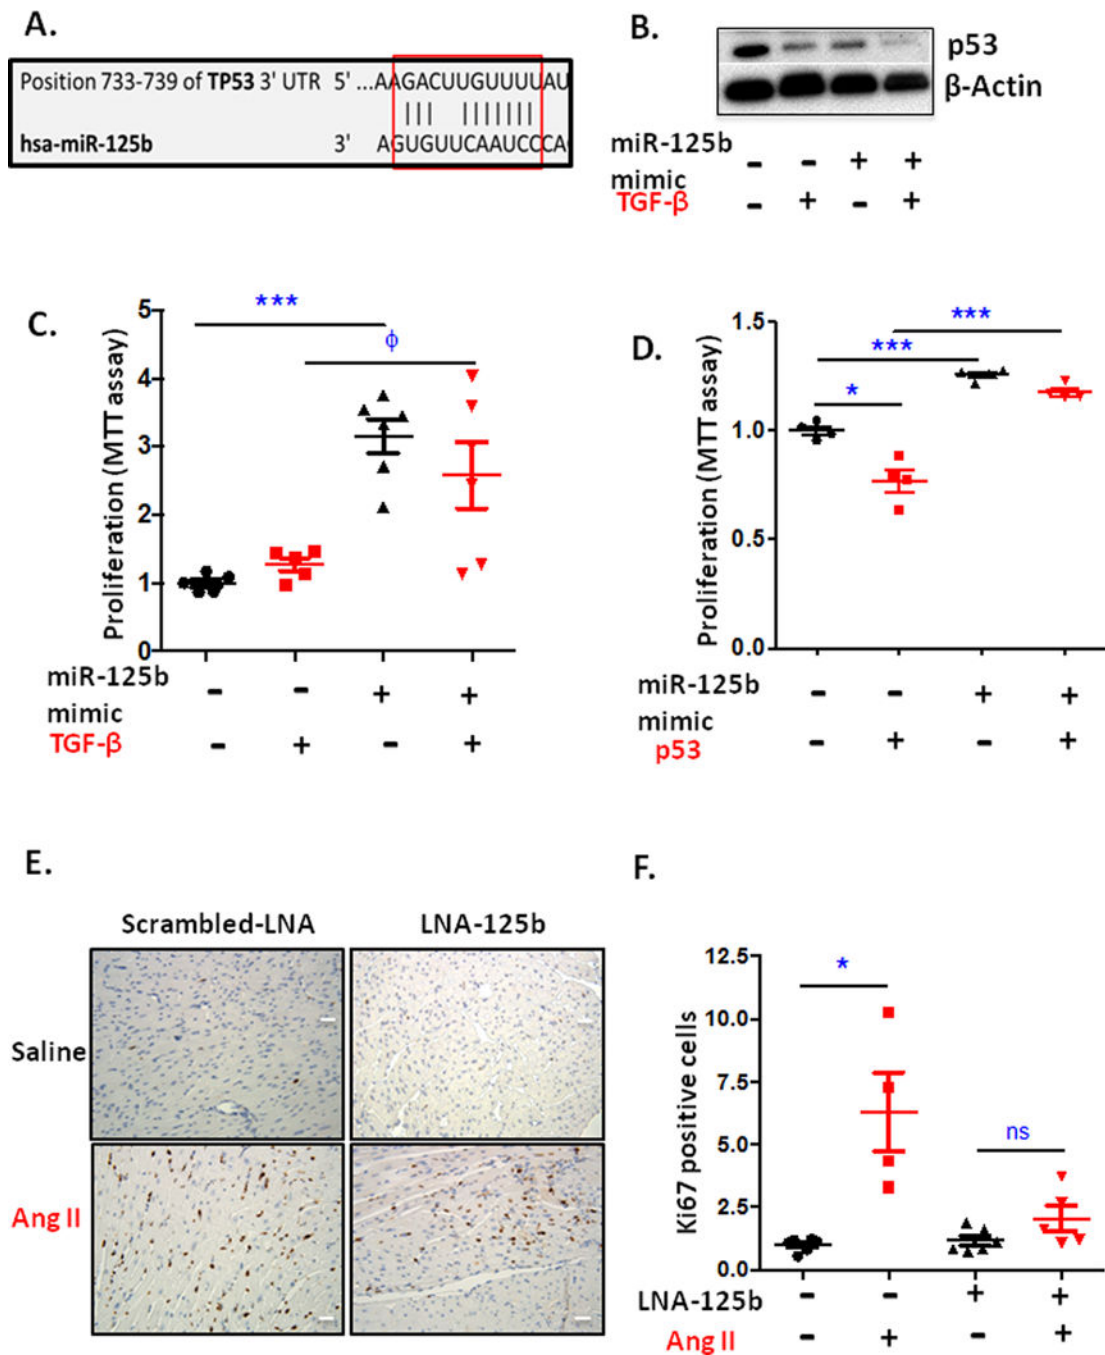 A.
Position 733-739 of TP53 3' UTR 5' ...AAGACUUGUUUUAU
hsa-miR-125b 3' AGUGUUCAAUCCCA
B.
p53
β-Actin
miR-125b mimic - - + +
TGF-β - + - +
C.
Proliferation (MTT assay)
5
4
3
2
1
0
***
ϕ
miR-125b mimic - - + +
TGF-β - + - +
D.
Proliferation (MTT assay)
1.5
1.0
0.5
0.0
***
***
*
miR-125b mimic - - + +
p53 - + - +
E.
Scrambled-LNA LNA-125b
Saline
Ang II
F.
Ki67 positive cells
12.5
10.0
7.5
5.0
2.5
0.0
*
ns
LNA-125b - - + +
Ang II - + - +